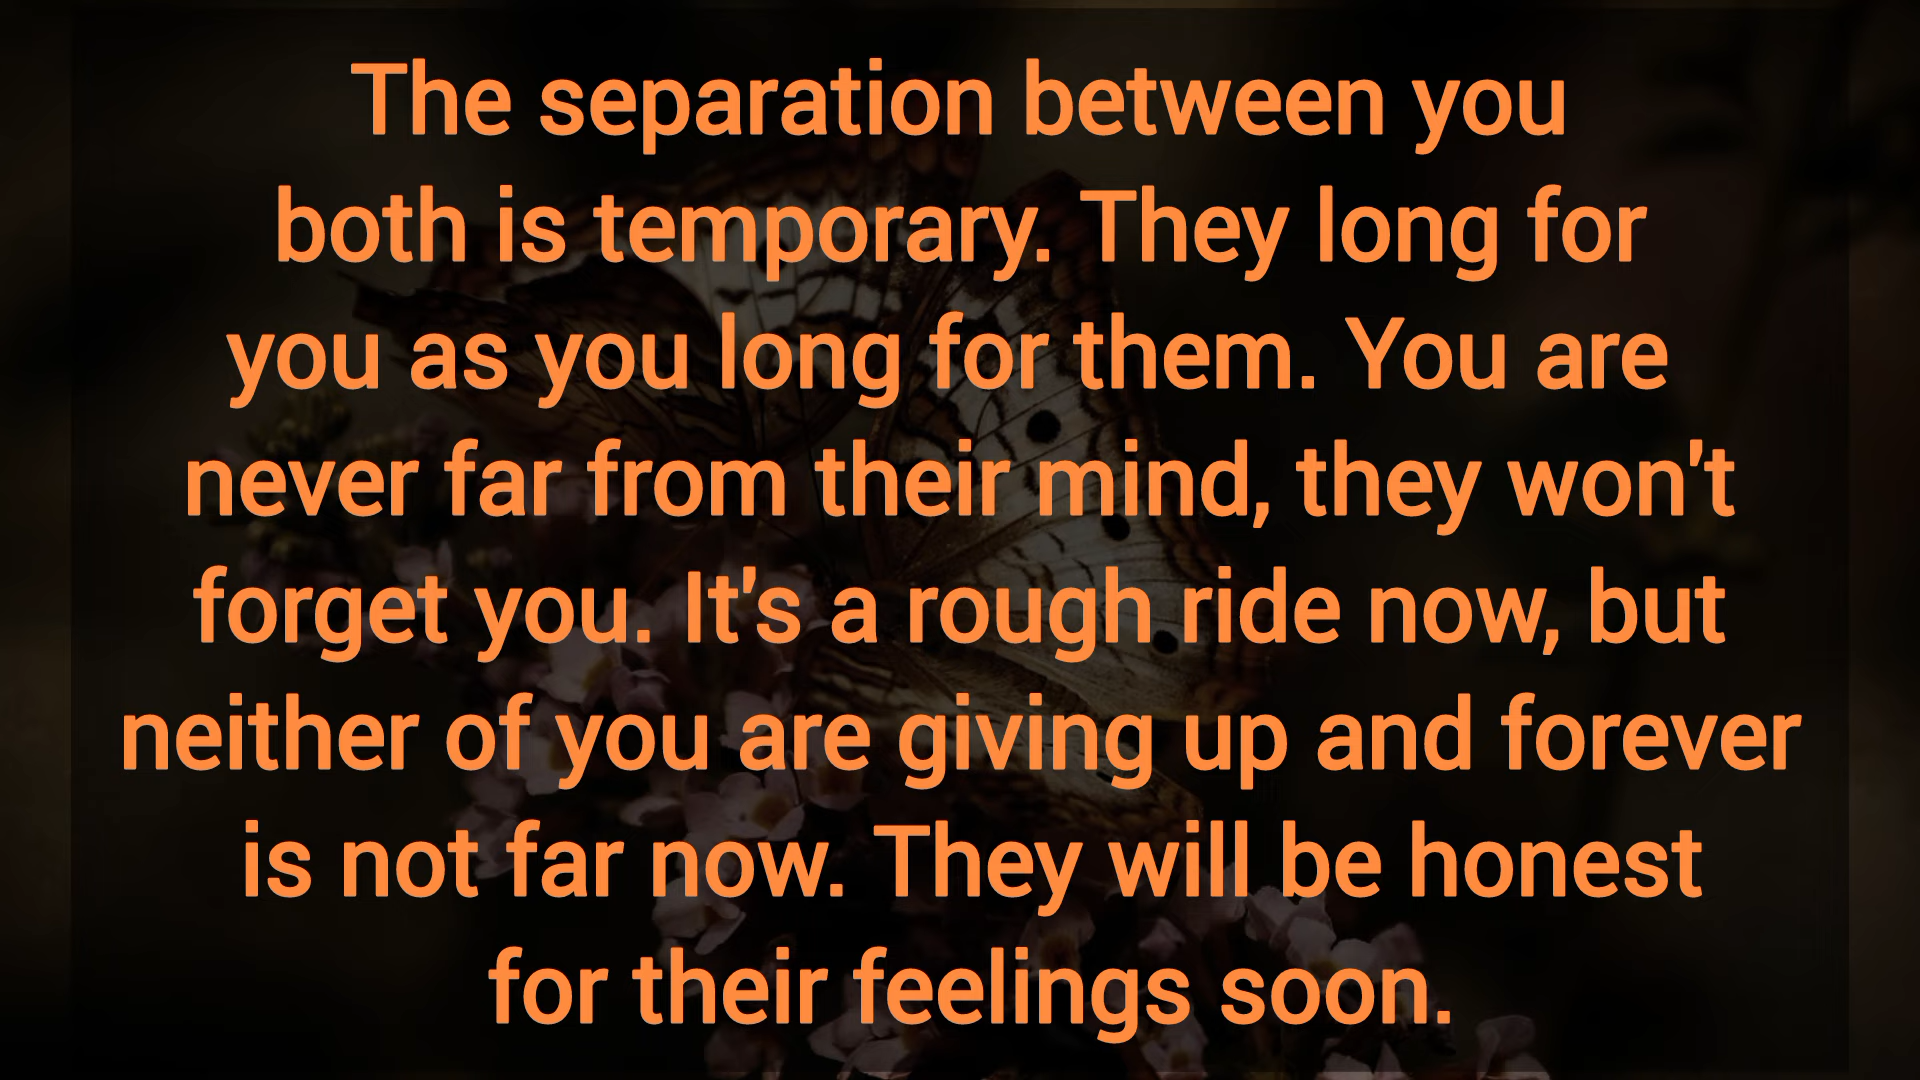 The separation between you
both is temporary. They long for
you as you long for them. You are
never far from their mind, they won't
forget you. It's a rough ride now, but
neither of you are giving up and forever
is not far now. They will be honest
for their feelings soon.